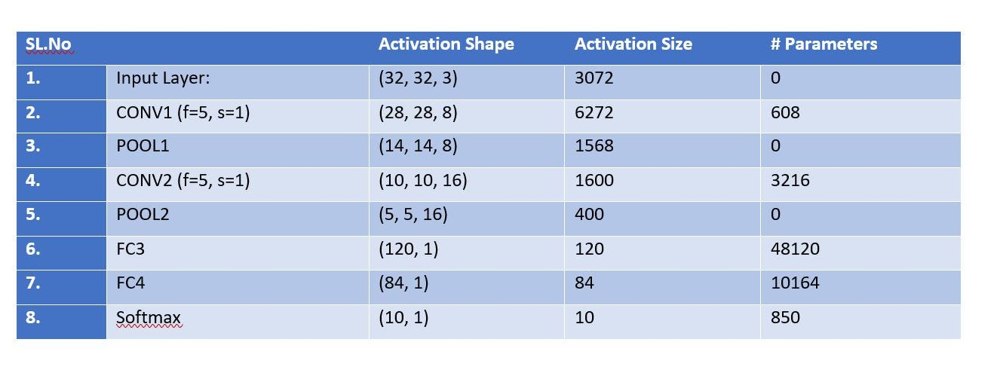 SL.No Activation Shape Activation Size # Parameters
1. Input Layer: (32, 32, 3) 3072 0
2. CONV1 (f=5, s=1) (28, 28, 8) 6272 608
3. POOL1 (14, 14, 8) 1568 0
4. CONV2 (f=5, s=1) (10, 10, 16) 1600 3216
5. POOL2 (5, 5, 16) 400 0
6. FC3 (120, 1) 120 48120
7. FC4 (84, 1) 84 10164
8. Softmax (10, 1) 10 850